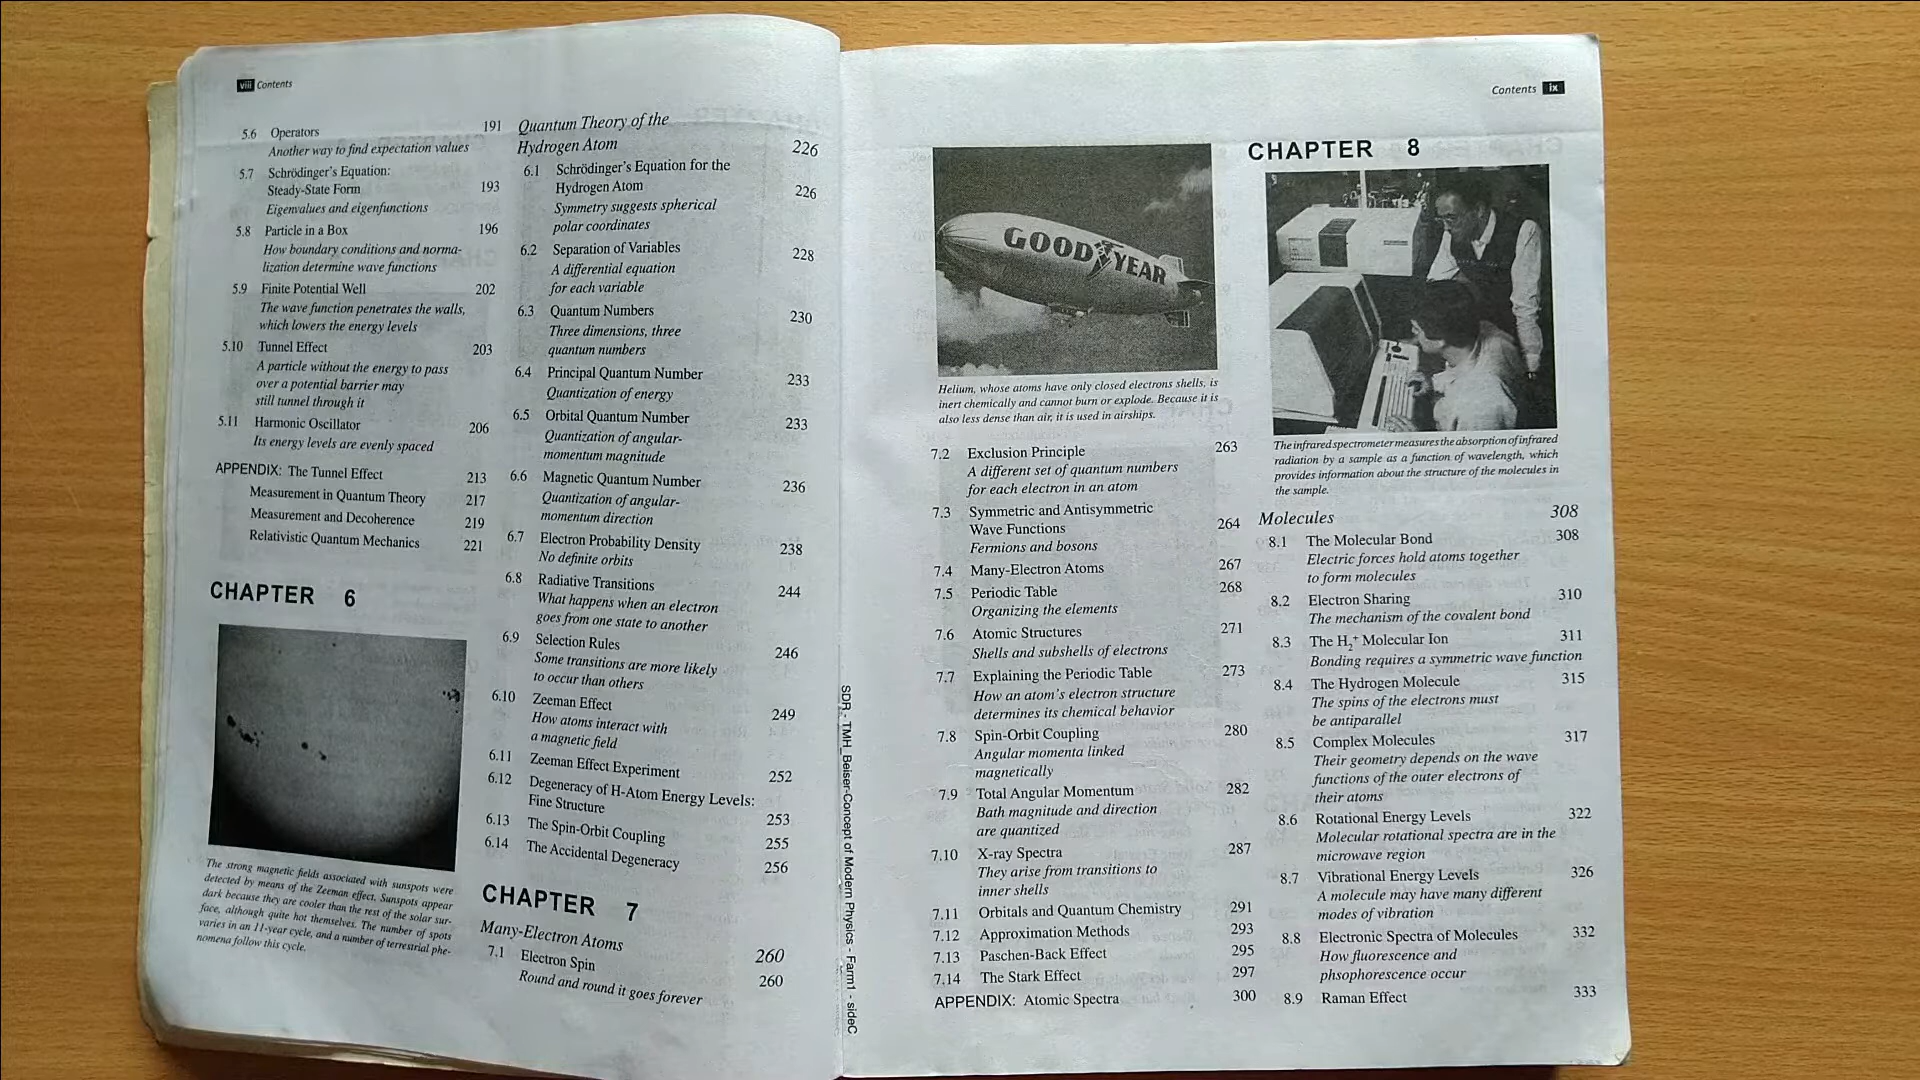 viii Contents
5.6 Operators 191
Another way to find expectation values
5.7 Schrödinger's Equation:
Steady-State Form 193
Eigenvalues and eigenfunctions
5.8 Particle in a Box 196
How boundary conditions and norma-
lization determine wave functions
5.9 Finite Potential Well 202
The wave function penetrates the walls,
which lowers the energy levels
5.10 Tunnel Effect 203
A particle without the energy to pass
over a potential barrier may
still tunnel through it
5.11 Harmonic Oscillator 206
Its energy levels are evenly spaced
APPENDIX: The Tunnel Effect 213
Measurement in Quantum Theory 217
Measurement and Decoherence 219
Relativistic Quantum Mechanics 221
CHAPTER 6
The strong magnetic fields associated with sunspots were
detected by means of the Zeeman effect. Sunspots appear
dark because they are cooler than the rest of the solar sur-
face, although quite hot themselves. The number of spots
varies in an 11-year cycle, and a number of terrestrial phe-
nomena follow this cycle.
Quantum Theory of the
Hydrogen Atom 226
6.1 Schrödinger's Equation for the
Hydrogen Atom 226
Symmetry suggests spherical
polar coordinates
6.2 Separation of Variables 228
A differential equation
for each variable
6.3 Quantum Numbers 230
Three dimensions, three
quantum numbers
6.4 Principal Quantum Number 233
Quantization of energy
6.5 Orbital Quantum Number 233
Quantization of angular-
momentum magnitude
6.6 Magnetic Quantum Number 236
Quantization of angular-
momentum direction
6.7 Electron Probability Density 238
No definite orbits
6.8 Radiative Transitions 244
What happens when an electron
goes from one state to another
6.9 Selection Rules 246
Some transitions are more likely
to occur than others
6.10 Zeeman Effect 249
How atoms interact with
a magnetic field
6.11 Zeeman Effect Experiment 252
6.12 Degeneracy of H-Atom Energy Levels:
Fine Structure 253
6.13 The Spin-Orbit Coupling 255
6.14 The Accidental Degeneracy 256
CHAPTER 7
Many-Electron Atoms 260
7.1 Electron Spin 260
Round and round it goes forever
SDR - TMH_Beiser-Concept of Modern Physics - Farm1 - sideC
Contents ix
GOOD YEAR
Helium, whose atoms have only closed electrons shells, is
inert chemically and cannot burn or explode. Because it is
also less dense than air, it is used in airships.
7.2 Exclusion Principle 263
A different set of quantum numbers
for each electron in an atom
7.3 Symmetric and Antisymmetric
Wave Functions 264
Fermions and bosons
7.4 Many-Electron Atoms 267
7.5 Periodic Table 268
Organizing the elements
7.6 Atomic Structures 271
Shells and subshells of electrons
7.7 Explaining the Periodic Table 273
How an atom's electron structure
determines its chemical behavior
7.8 Spin-Orbit Coupling 280
Angular momenta linked
magnetically
7.9 Total Angular Momentum 282
Bath magnitude and direction
are quantized
7.10 X-ray Spectra 287
They arise from transitions to
inner shells
7.11 Orbitals and Quantum Chemistry 291
7.12 Approximation Methods 293
7.13 Paschen-Back Effect 295
7.14 The Stark Effect 297
APPENDIX: Atomic Spectra 300
CHAPTER 8
The infrared spectrometer measures the absorption of infrared
radiation by a sample as a function of wavelength, which
provides information about the structure of the molecules in
the sample.
Molecules 308
8.1 The Molecular Bond 308
Electric forces hold atoms together
to form molecules
8.2 Electron Sharing 310
The mechanism of the covalent bond
8.3 The H₂⁺ Molecular Ion 311
Bonding requires a symmetric wave function
8.4 The Hydrogen Molecule 315
The spins of the electrons must
be antiparallel
8.5 Complex Molecules 317
Their geometry depends on the wave
functions of the outer electrons of
their atoms
8.6 Rotational Energy Levels 322
Molecular rotational spectra are in the
microwave region
8.7 Vibrational Energy Levels 326
A molecule may have many different
modes of vibration
8.8 Electronic Spectra of Molecules 332
How fluorescence and
phsophorescence occur
8.9 Raman Effect 333